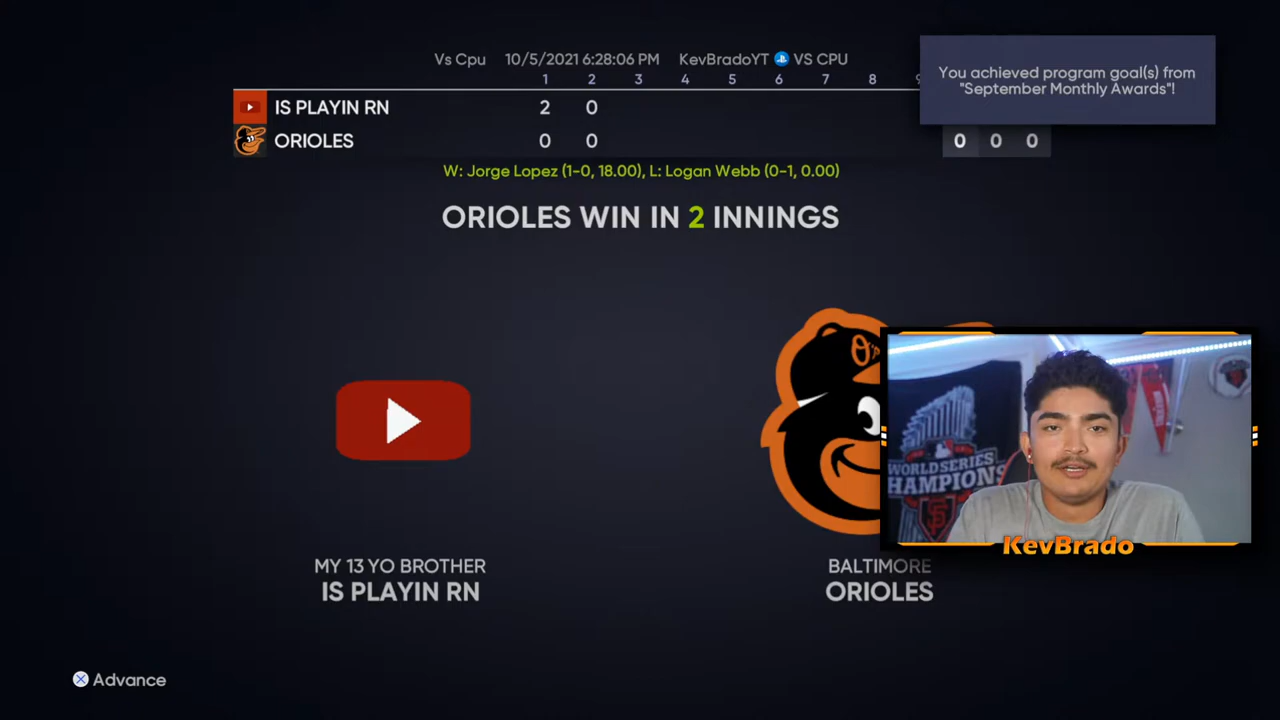 Vs Cpu 10/5/2021 6:28:06 PM KevBradoYT VS CPU
You achieved program goal(s) from
"September Monthly Awards"!
1 2 3 4 5 6 7 8
IS PLAYIN RN 2 0
ORIOLES 0 0 0 0 0
W: Jorge Lopez (1-0, 18.00), L: Logan Webb (0-1, 0.00)
ORIOLES WIN IN 2 INNINGS
WORLD SERIES
CHAMPIONS
SF
KevBrado
MY 13 YO BROTHER
IS PLAYIN RN
BALTIMORE
ORIOLES
Advance